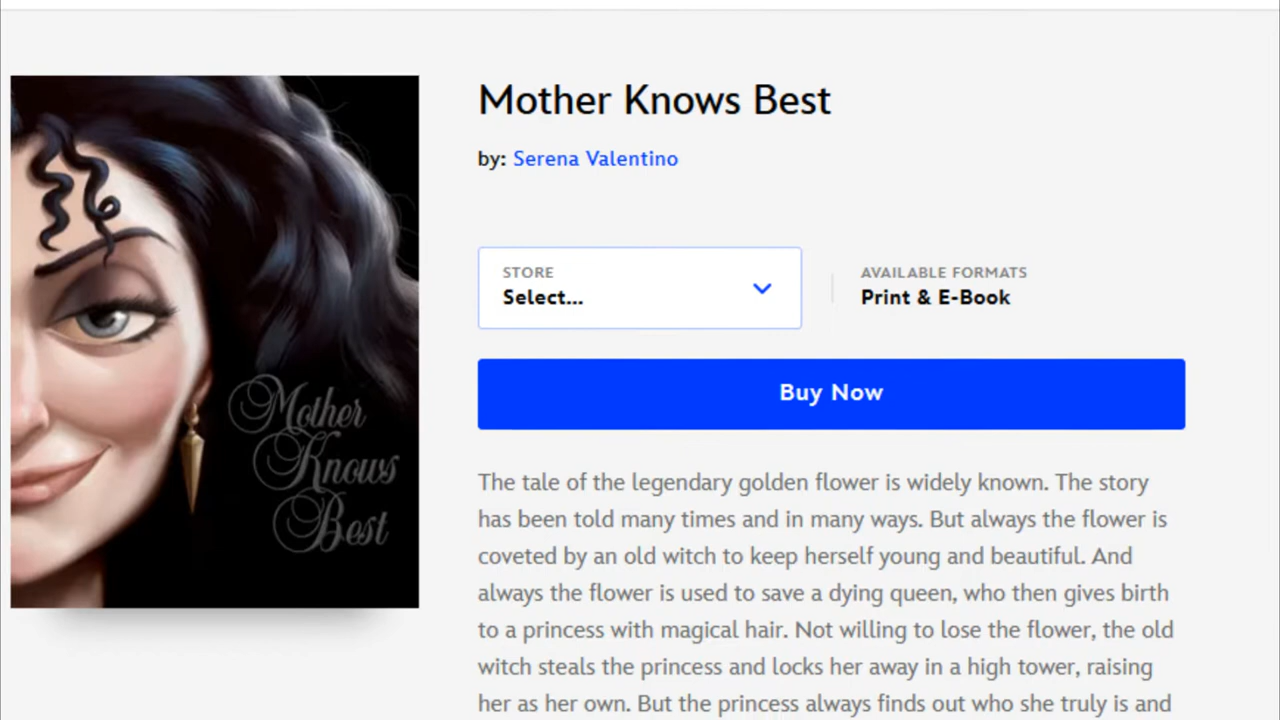 Mother Knows Best
by: Serena Valentino
STORE
Select...
AVAILABLE FORMATS
Print & E-Book
Buy Now
Mother
Knows
Best
The tale of the legendary golden flower is widely known. The story
has been told many times and in many ways. But always the flower is
coveted by an old witch to keep herself young and beautiful. And
always the flower is used to save a dying queen, who then gives birth
to a princess with magical hair. Not willing to lose the flower, the old
witch steals the princess and locks her away in a high tower, raising
her as her own. But the princess always finds out who she truly is and